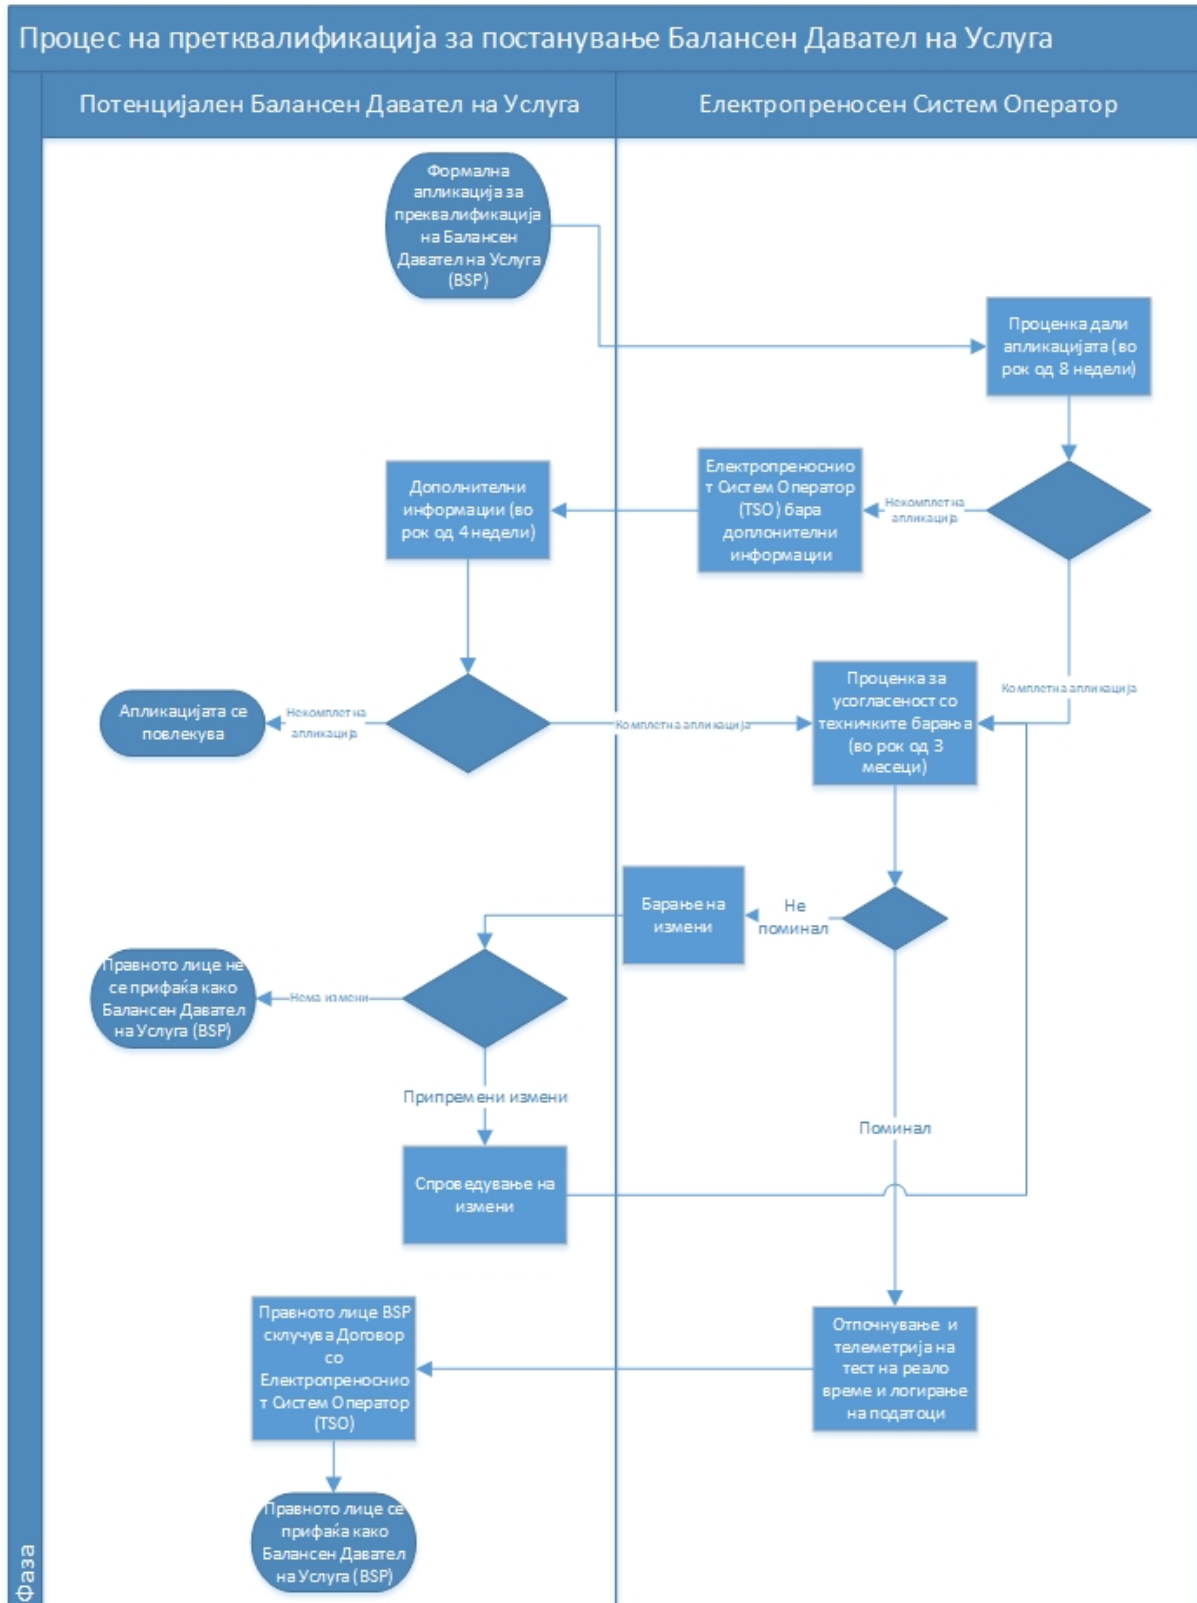 Процес на претквалификација за постанување Балансен Давател на Услуга
Потенцијален Балансен Давател на Услуга
Електропреносен Систем Оператор
Формална
апликација за
преквалификација
на Балансен
Давател на Услуга
(BSP)
Проценка дали
апликацијата (во
рок од 8 недели)
Некомплетна
апликација
Електропреноснио
т Систем Оператор
(TSO) бара
доплонителни
информации
Дополнителни
информации (во
рок од 4 недели)
Комплетна апликација
Некомплетна
апликација
Апликацијата се
повлекува
Комплетна апликација
Проценка за
усогласеност со
техничките барања
(во рок од 3
месеци)
Не
поминал
Барање на
измени
Нема измени
Правното лице не
се прифаќа како
Балансен Давател
на Услуга (BSP)
Припремени измени
Спроведување на
измени
Поминал
Отпочнување и
телеметрија на
тест на реало
време и логирање
на податоци
Правното лице BSP
склучува Договор
со
Електропреноснио
т Систем Оператор
(TSO)
Правното лице се
прифаќа како
Балансен Давател
на Услуга (BSP)
Фаза